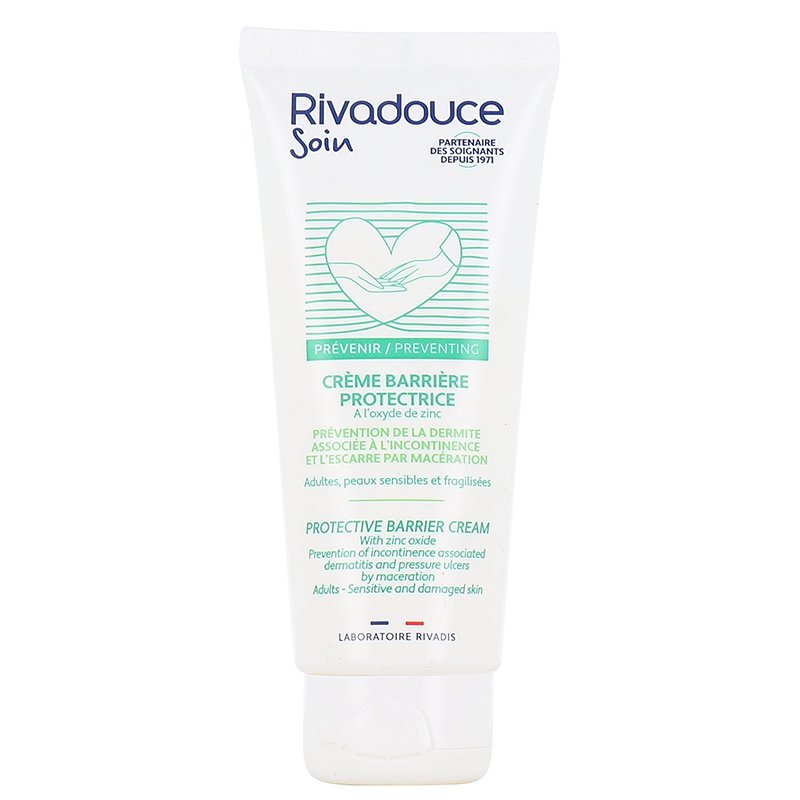 Rivadouce
Soin
PARTENAIRE
DES SOIGNANTS
DEPUIS 1971
PRÉVENIR / PREVENTING
CRÈME BARRIÈRE
PROTECTRICE
A l'oxyde de zinc
PRÉVENTION DE LA DERMITE
ASSOCIÉE À L'INCONTINENCE
ET L'ESCARRE PAR MACÉRATION
Adultes, peaux sensibles et fragilisées
PROTECTIVE BARRIER CREAM
With zinc oxide
Prevention of incontinence associated
dermatitis and pressure ulcers
by maceration
Adults - Sensitive and damaged skin
LABORATOIRE RIVADIS